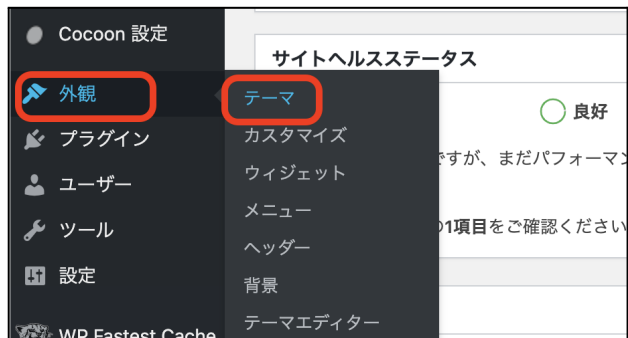 Cocoon 設定
外観
プラグイン
ユーザー
ツール
設定
WP Fastest Cache
テーマ
カスタマイズ
ウィジェット
メニュー
ヘッダー
背景
テーマエディター
サイトヘルスステータス
良好
ですが、まだパフォーマン
1項目をご確認ください